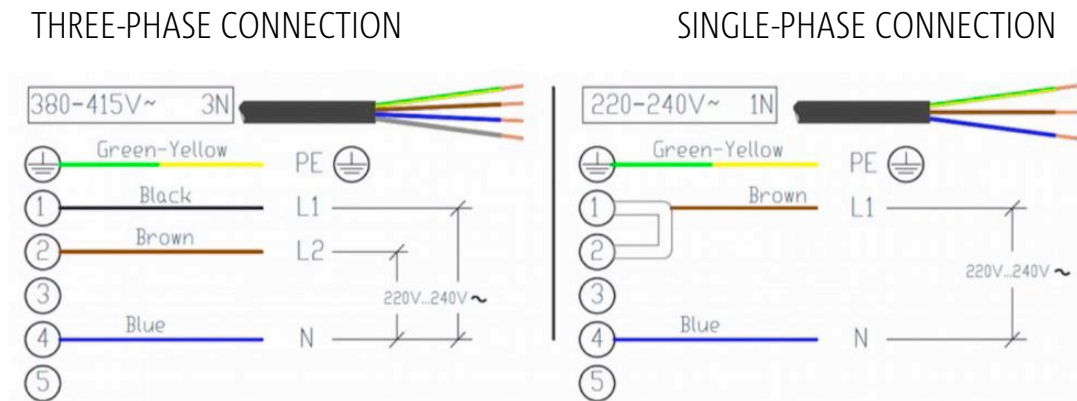 THREE-PHASE CONNECTION
380-415V~ 3N
Green-Yellow
PE
1
Black
L1
2
Brown
L2
3
220V...240V~
4
Blue
N
5
SINGLE-PHASE CONNECTION
220-240V~ 1N
Green-Yellow
PE
1
Brown
L1
2
220V...240V~
3
4
Blue
N
5